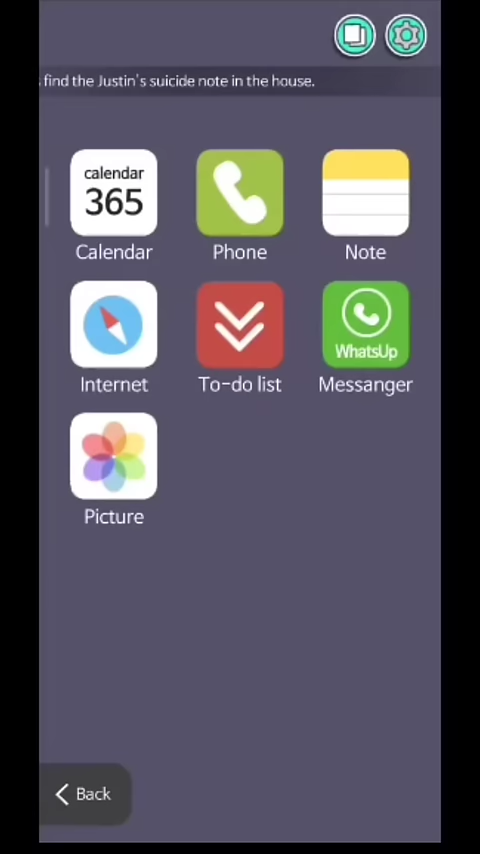 find the Justin's suicide note in the house.
calendar
365
Calendar
Phone
Note
Internet
To-do list
WhatsUp
Messanger
Picture
Back